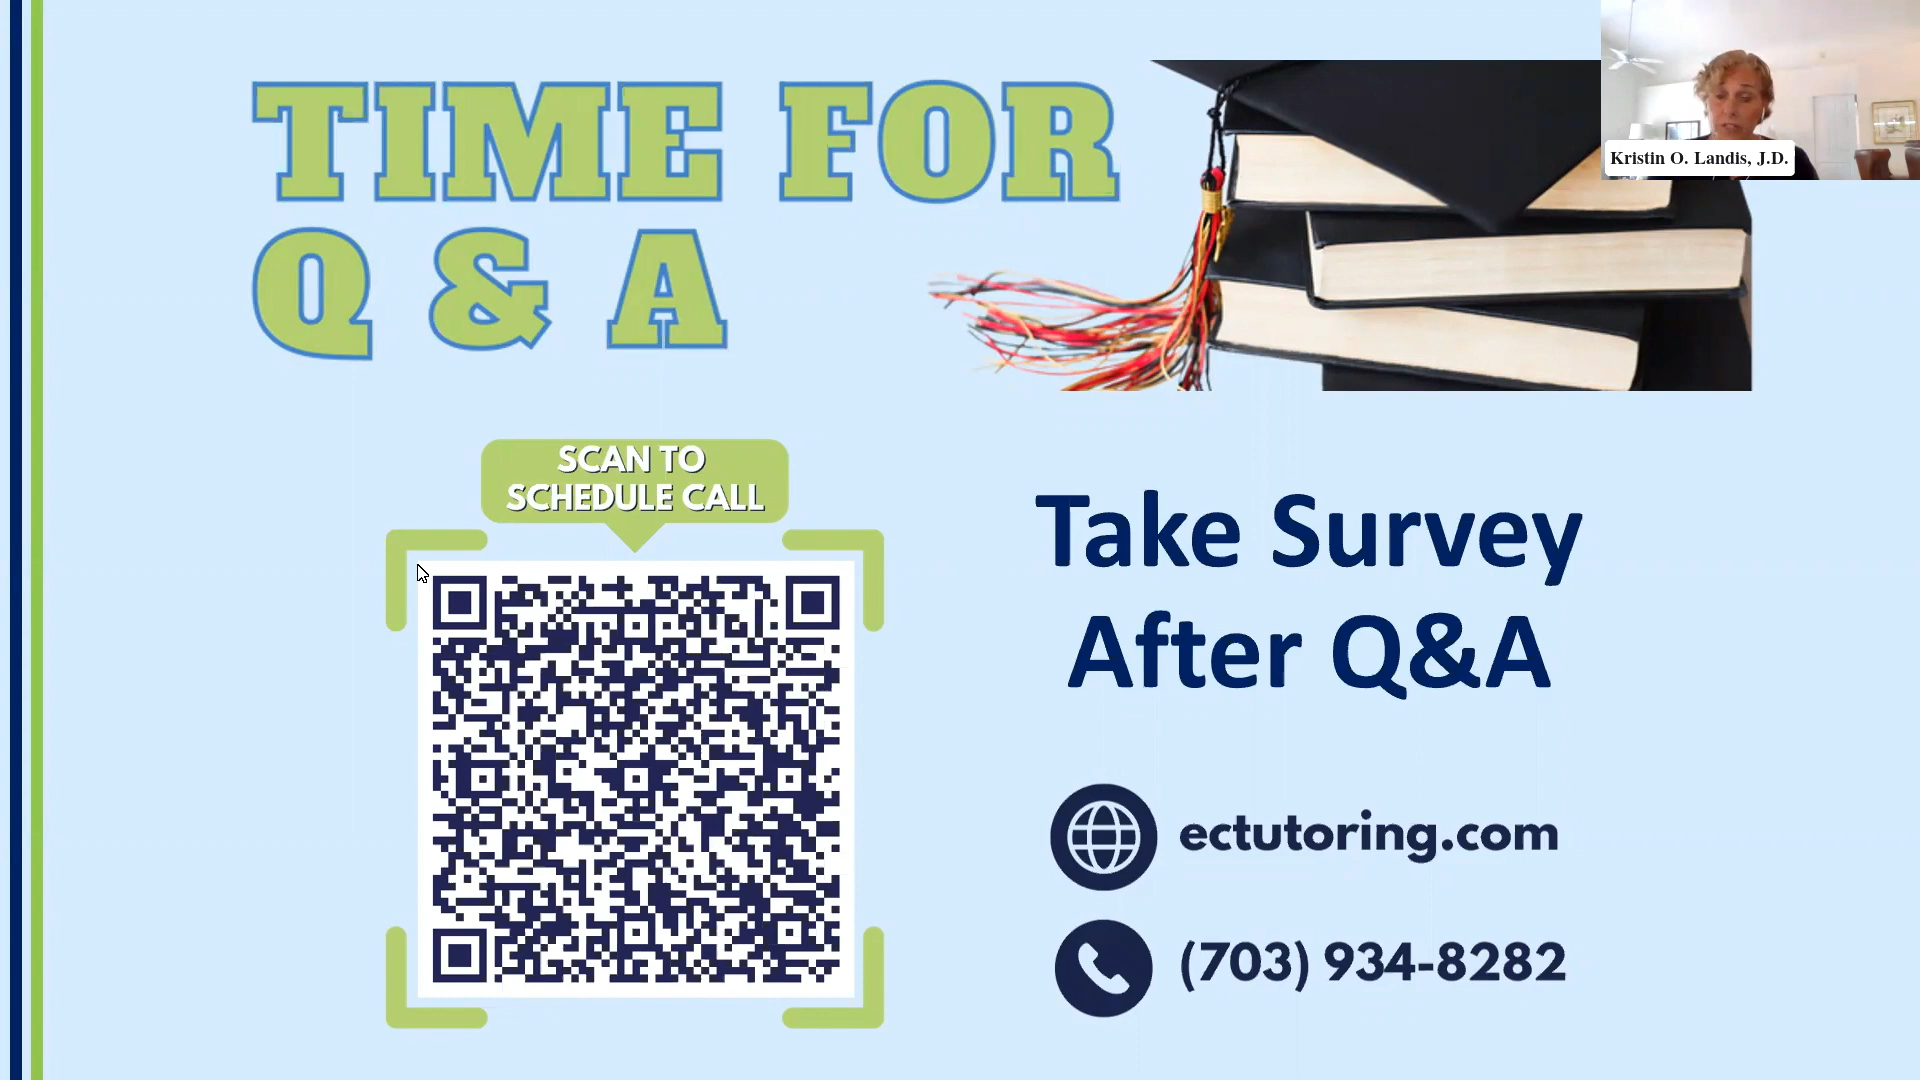 TIME FOR
Q & A
Kristin O. Landis, J.D.
SCAN TO
SCHEDULE CALL
Take Survey
After Q&A
ectutoring.com
(703) 934-8282